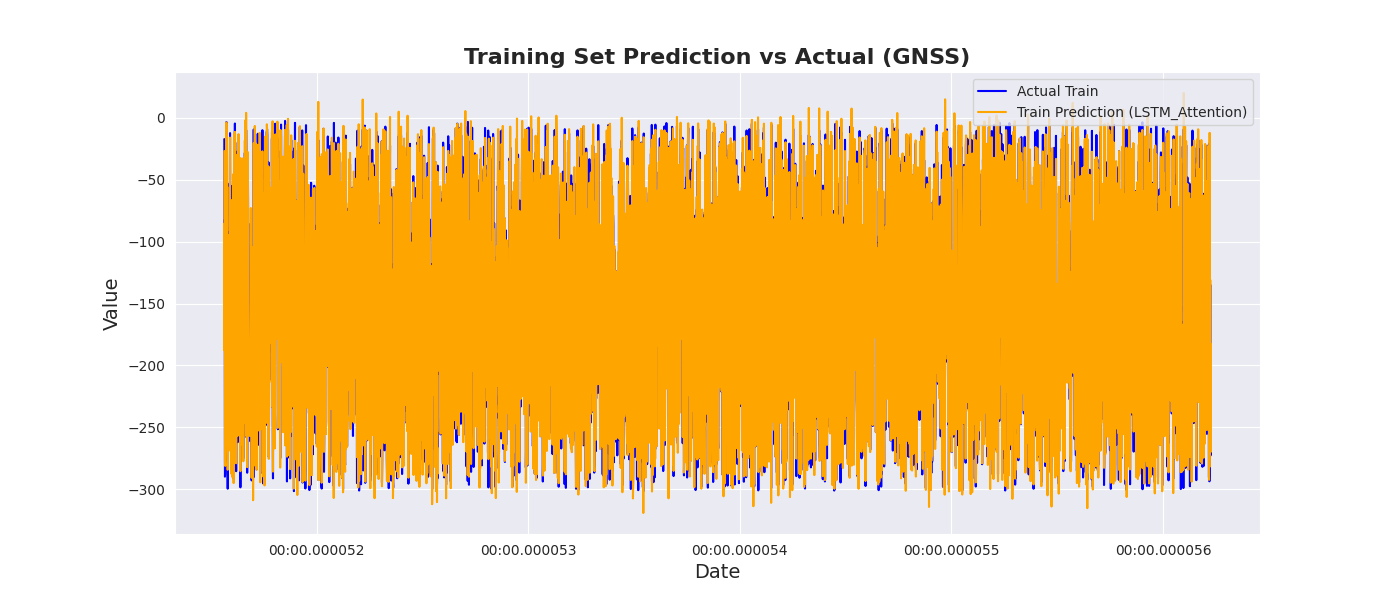 Training Set Prediction vs Actual (GNSS)
Actual Train
Train Prediction (LSTM_Attention)
Value
0
−50
−100
−150
−200
−250
−300
00:00.000052
00:00.000053
00:00.000054
00:00.000055
00:00.000056
Date